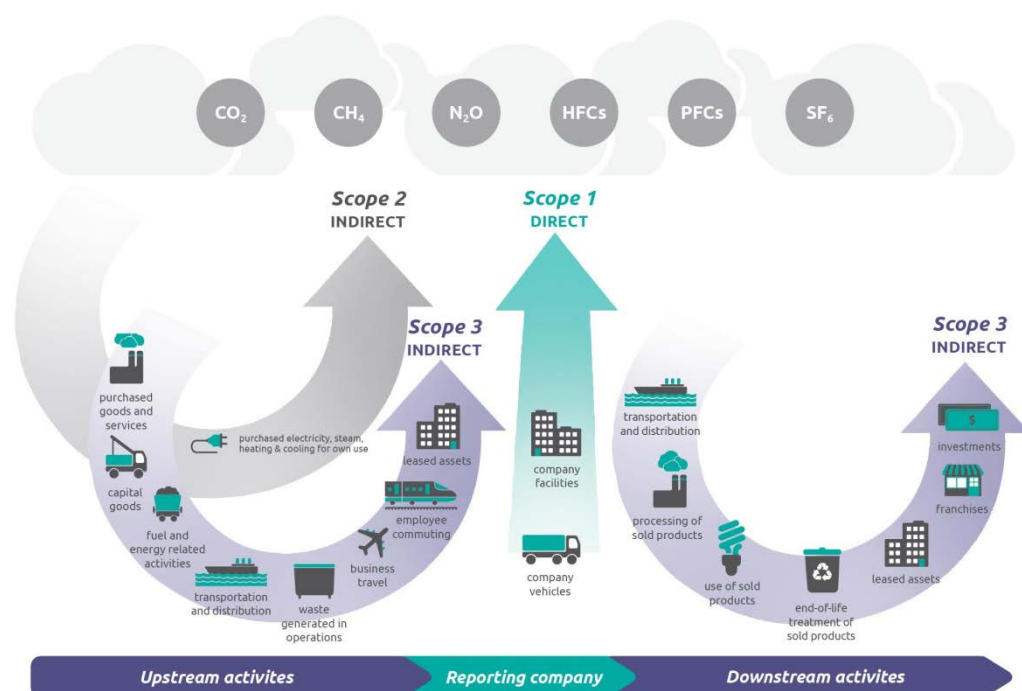 CO₂
CH₄
N₂O
HFCs
PFCs
SF₆
Scope 2
INDIRECT
Scope 1
DIRECT
Scope 3
INDIRECT
Scope 3
INDIRECT
purchased
goods and
services
capital
goods
fuel and
energy related
activities
transportation
and distribution
waste
generated in
operations
business
travel
employee
commuting
leased assets
purchased electricity, steam,
heating & cooling for own use
company
facilities
company
vehicles
transportation
and distribution
processing of
sold products
use of sold
products
end-of-life
treatment of
sold products
leased assets
franchises
$
investments
Upstream activites
Reporting company
Downstream activites